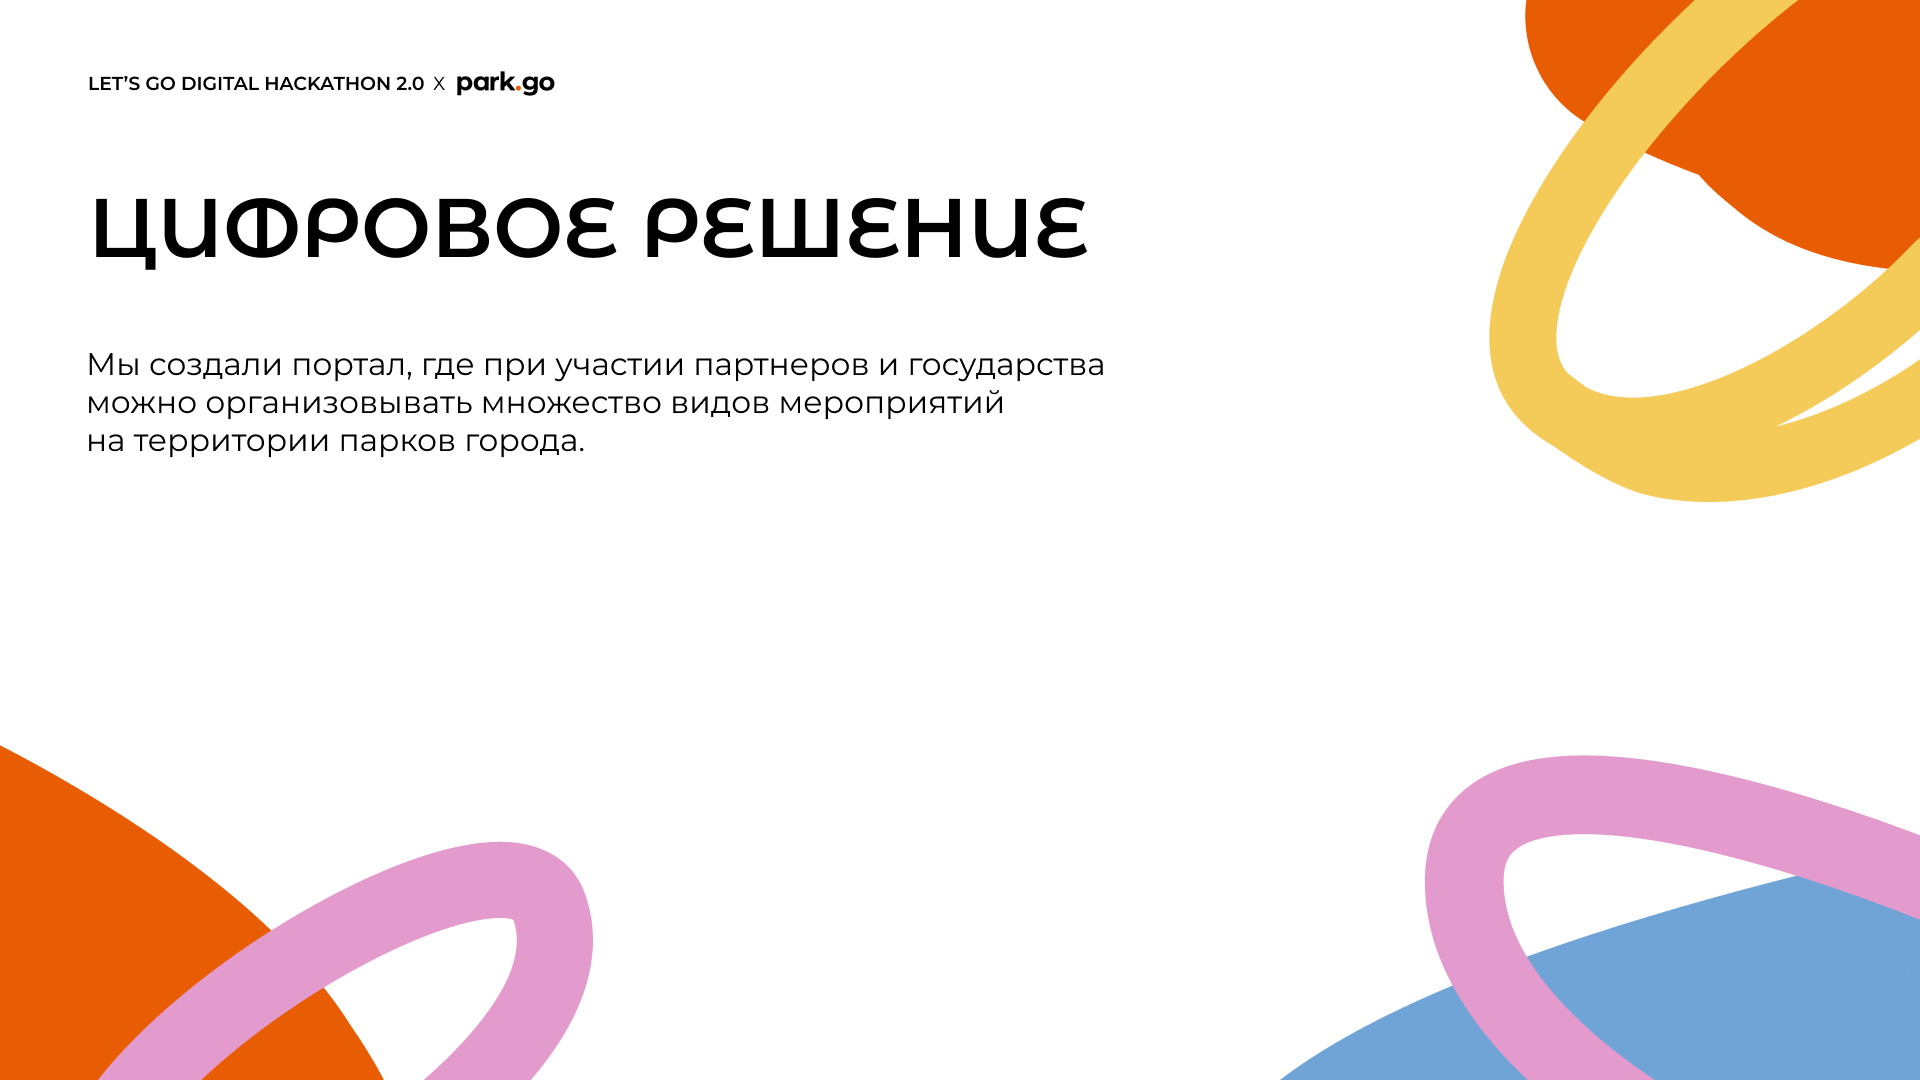 LET’S GO DIGITAL HACKATHON 2.0 X park.go
ЦИФРОВОЕ РЕШЕНИЕ
Мы создали портал, где при участии партнеров и государства
можно организовывать множество видов мероприятий
на территории парков города.